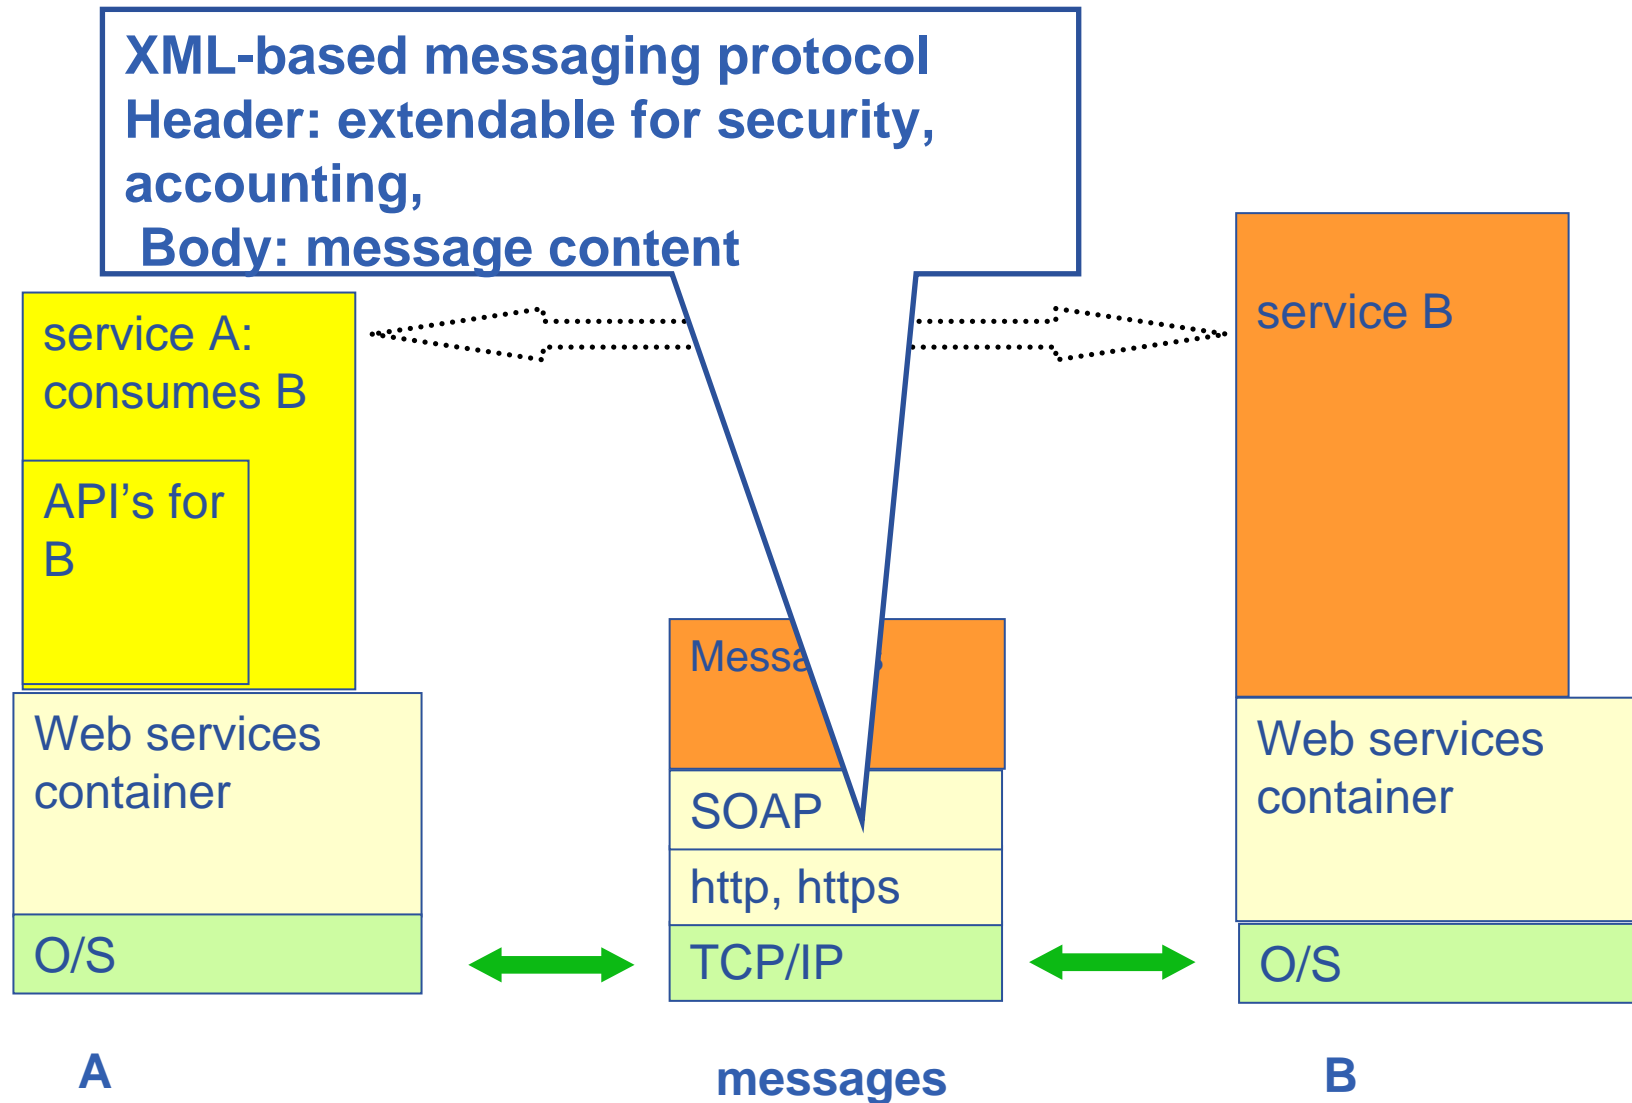 XML-based messaging protocol
Header: extendable for security,
accounting,
Body: message content
service A:
consumes B
API's for
B
Web services
container
O/S
SOAP
http, https
TCP/IP
service B
Web services
container
O/S
A
messages
B